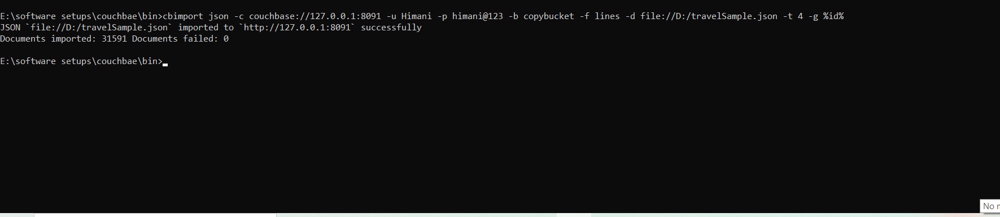 E:\software setups\couchbae\bin>cbimport json -c couchbase://127.0.0.1:8091 -u Himani -p himani@123 -b copybucket -f lines -d file://D:/travelSample.json -t 4 -g %id%
JSON `file://D:/travelSample.json` imported to `http://127.0.0.1:8091` successfully
Documents imported: 31591 Documents failed: 0
E:\software setups\couchbae\bin>
No